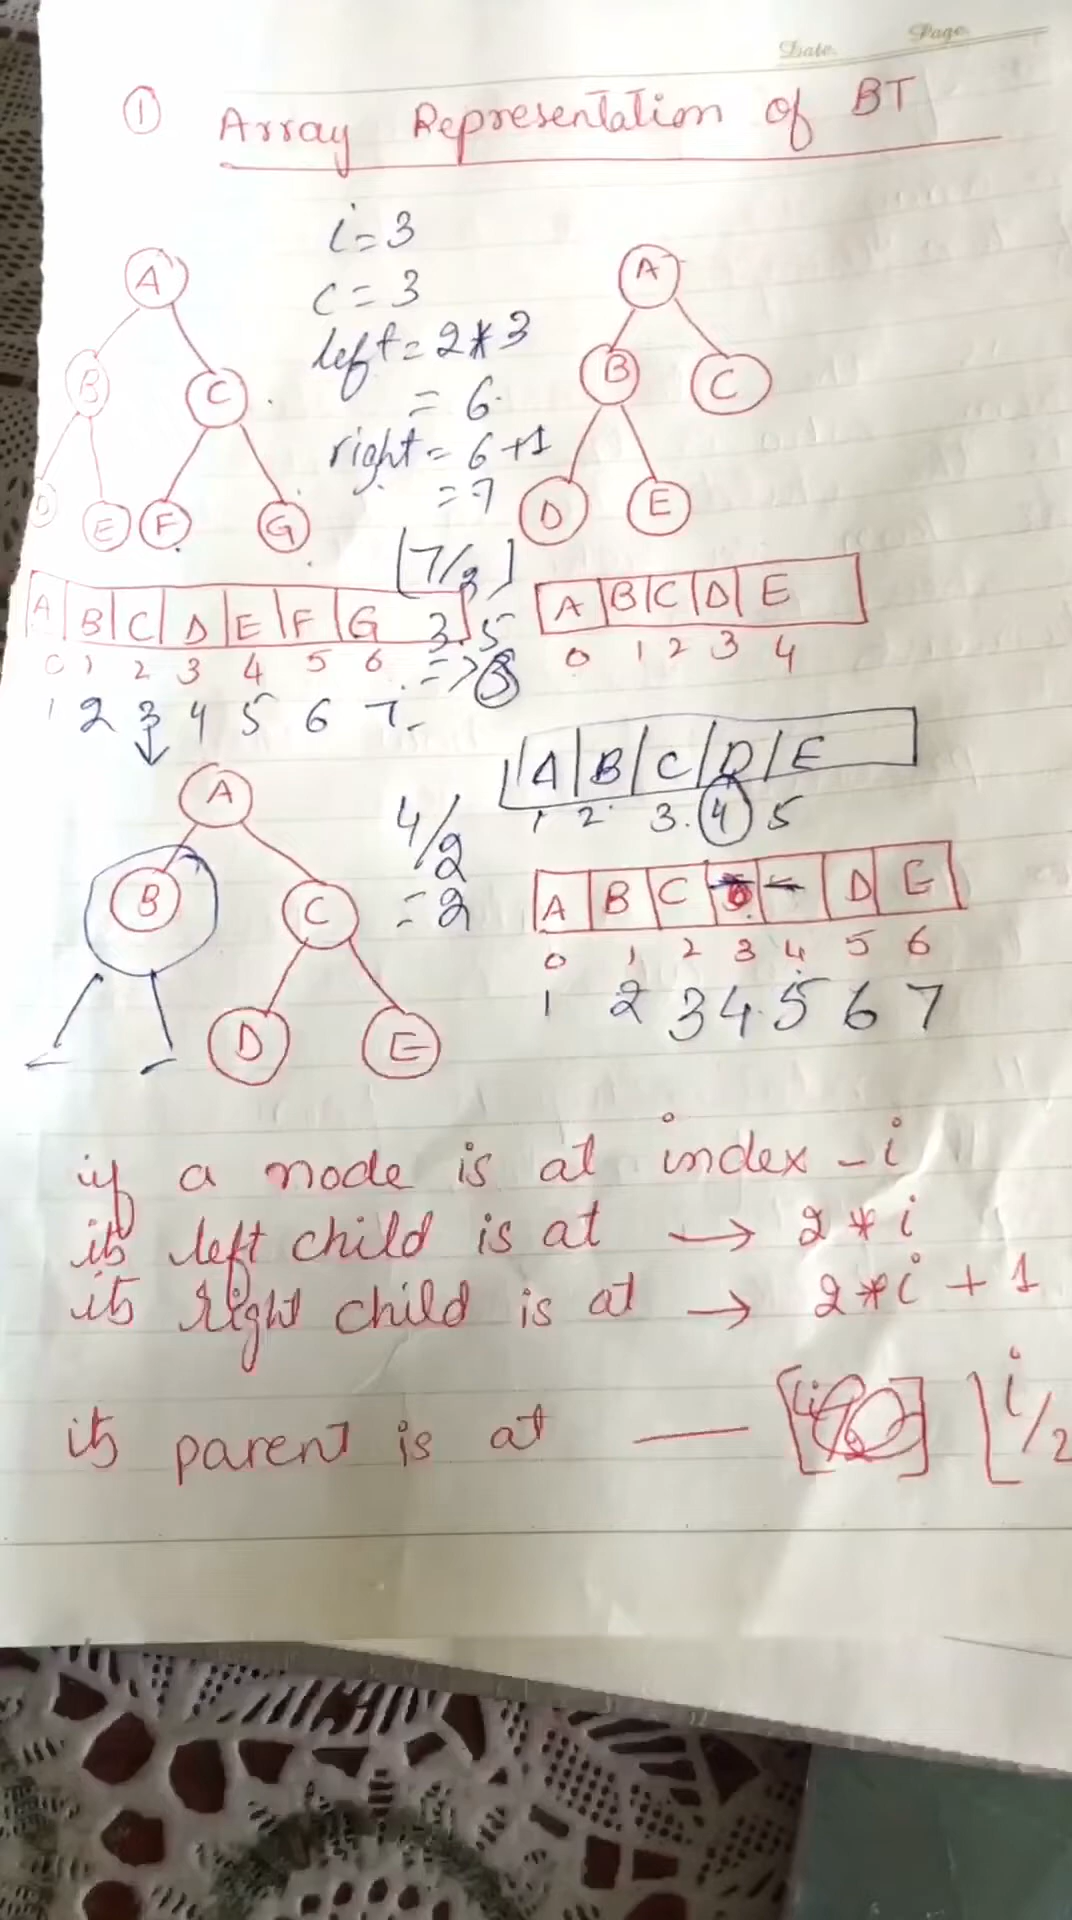 Date.
Page
① Array Representation of BT
i=3
c=3
left=2*3
=6
right=6+1
=7
A
B
C
D
E
F
G
A
B
C
D
E
[7/2]
3.5
=>3
A B C D E F G
0 1 2 3 4 5 6
1 2 3 4 5 6 7
A B C D E
0 1 2 3 4
A B C D E
1 2 3. 4 5
A
B
C
D
E
4/2
=2
A B C - - D E
0 1 2 3 4 5 6
1 2 3 4 5 6 7
if a node is at index - i
its left child is at → 2 * i
its right child is at → 2*i + 1
its parent is at — ⌊i/2